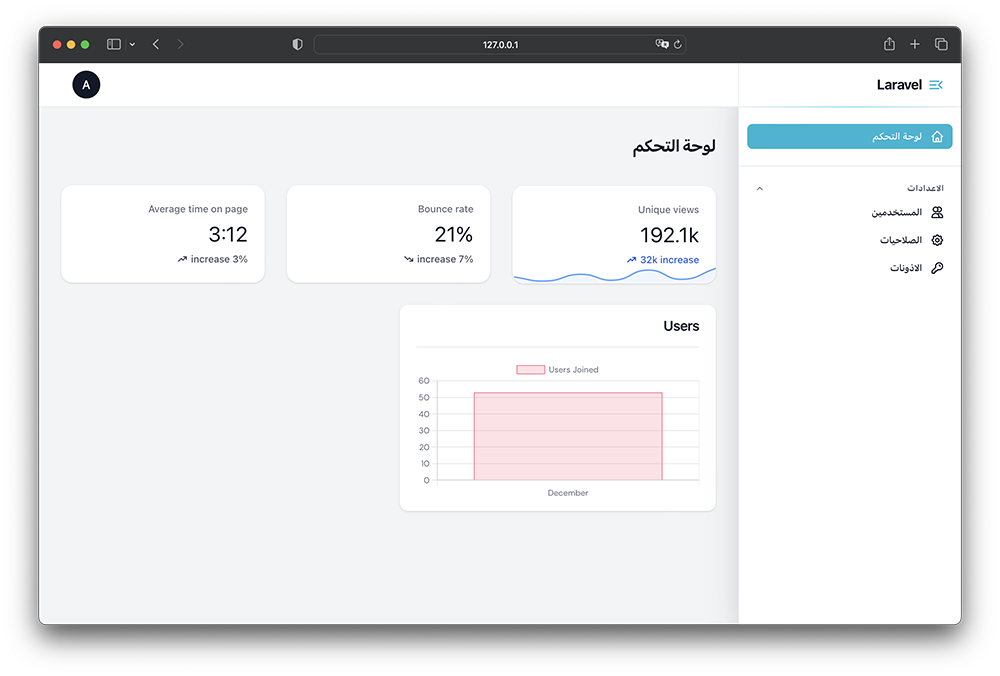 127.0.0.1
Laravel
A
لوحة التحكم
الاعدادات
المستخدمين
الصلاحيات
الاذونات
لوحة التحكم
Unique views
192.1k
32k increase
Bounce rate
21%
increase 7%
Average time on page
3:12
increase 3%
Users
Users Joined
60
50
40
30
20
10
0
December